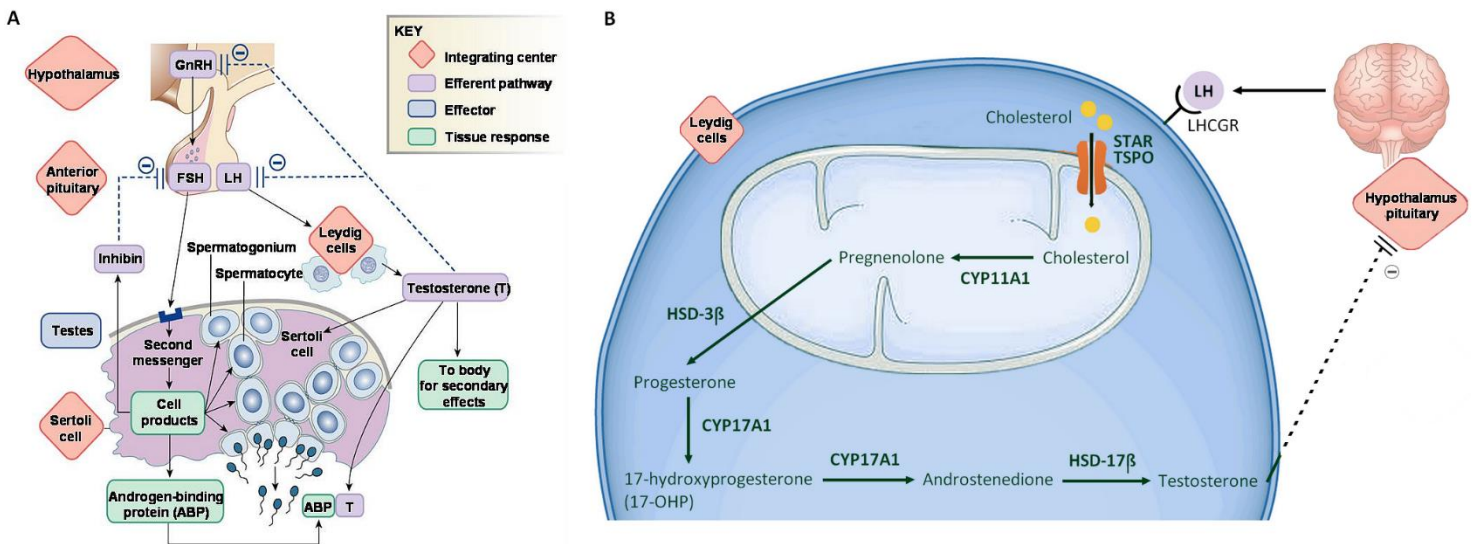 A
Hypothalamus
GnRH
KEY
Integrating center
Efferent pathway
Effector
Tissue response
Anterior
pituitary
FSH
LH
Leydig
cells
Inhibin
Spermatogonium
Spermatocyte
Testosterone (T)
Testes
Second
messenger
Sertoli
cell
To body
for secondary
effects
Cell
products
Sertoli
cell
Androgen-binding
protein (ABP)
ABP
T
B
Leydig
cells
Cholesterol
STAR
TSPO
LH
LHCGR
Hypothalamus
pituitary
Pregnenolone
CYP11A1
Cholesterol
HSD-3β
Progesterone
CYP17A1
17-hydroxyprogesterone
(17-OHP)
CYP17A1
Androstenedione
HSD-17β
Testosterone